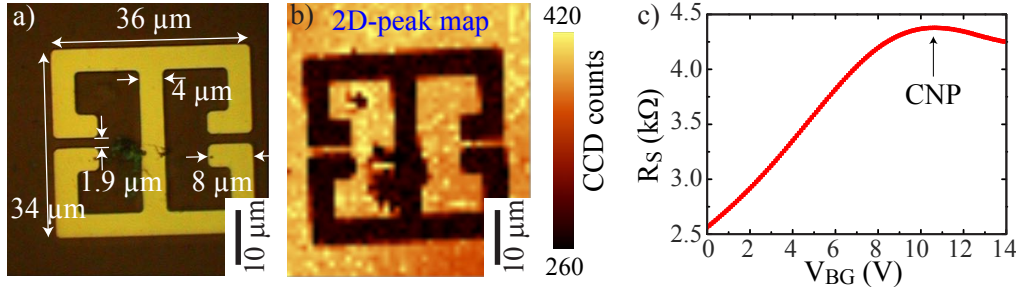 a)
36 µm
4 µm
1.9 µm
8 µm
34 µm
10 µm
b)
2D-peak map
10 µm
420
CCD counts
260
c)
4.5
4.0
3.5
3.0
2.5
R_S (kΩ)
CNP
0 2 4 6 8 10 12 14
V_BG (V)